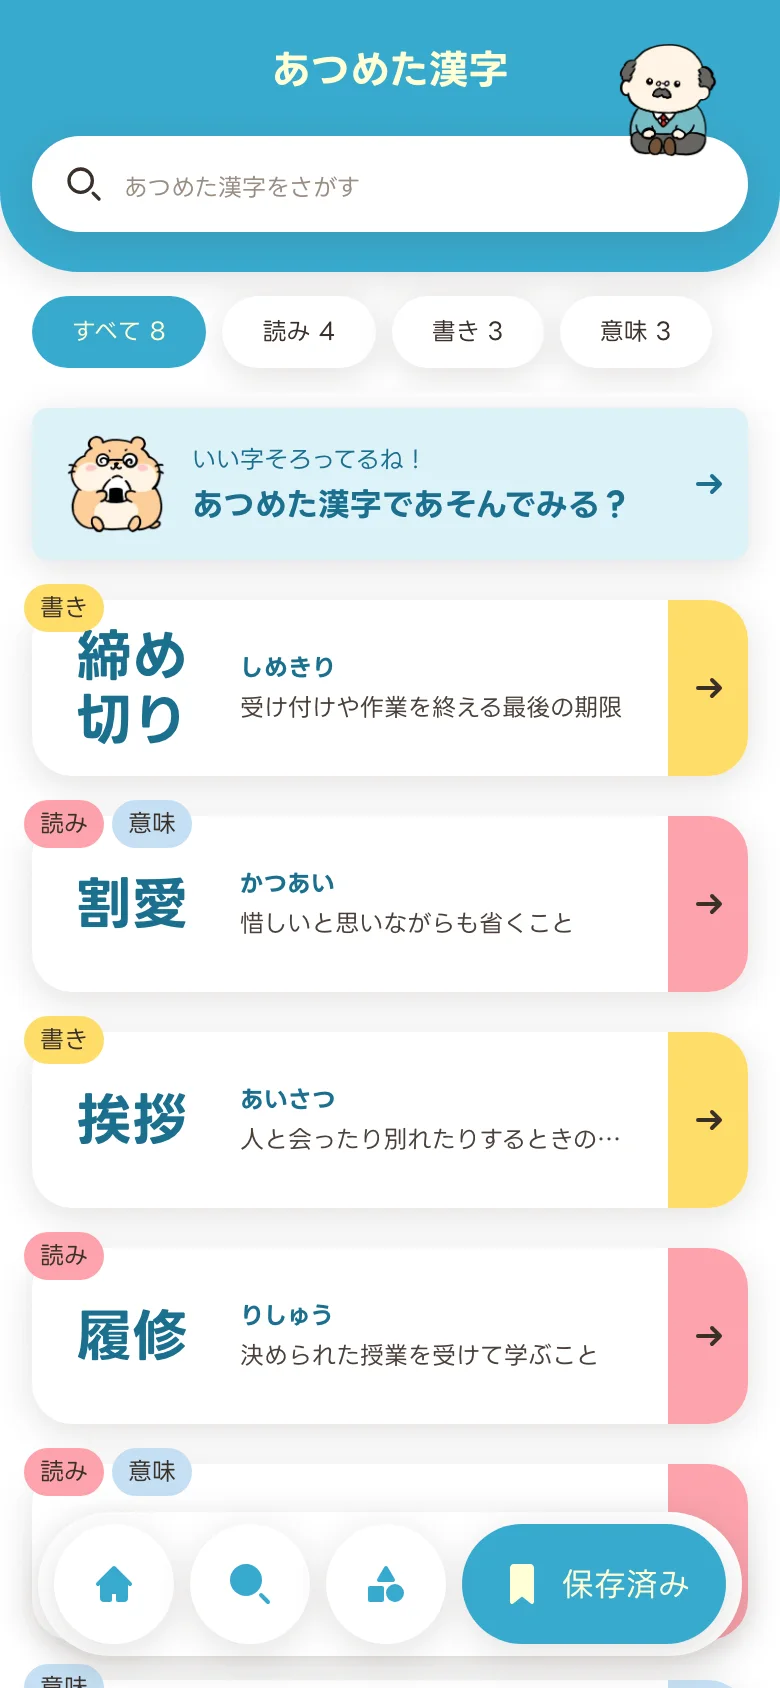 あつめた漢字
あつめた漢字をさがす
すべて 8
読み 4
書き 3
意味 3
いい字そろってるね！
あつめた漢字であそんでみる？
書き
締め
切り
しめきり
受け付けや作業を終える最後の期限
読み
意味
割愛
かつあい
惜しいと思いながらも省くこと
書き
挨拶
あいさつ
人と会ったり別れたりするときの…
読み
履修
りしゅう
決められた授業を受けて学ぶこと
読み
意味
保存済み
意味